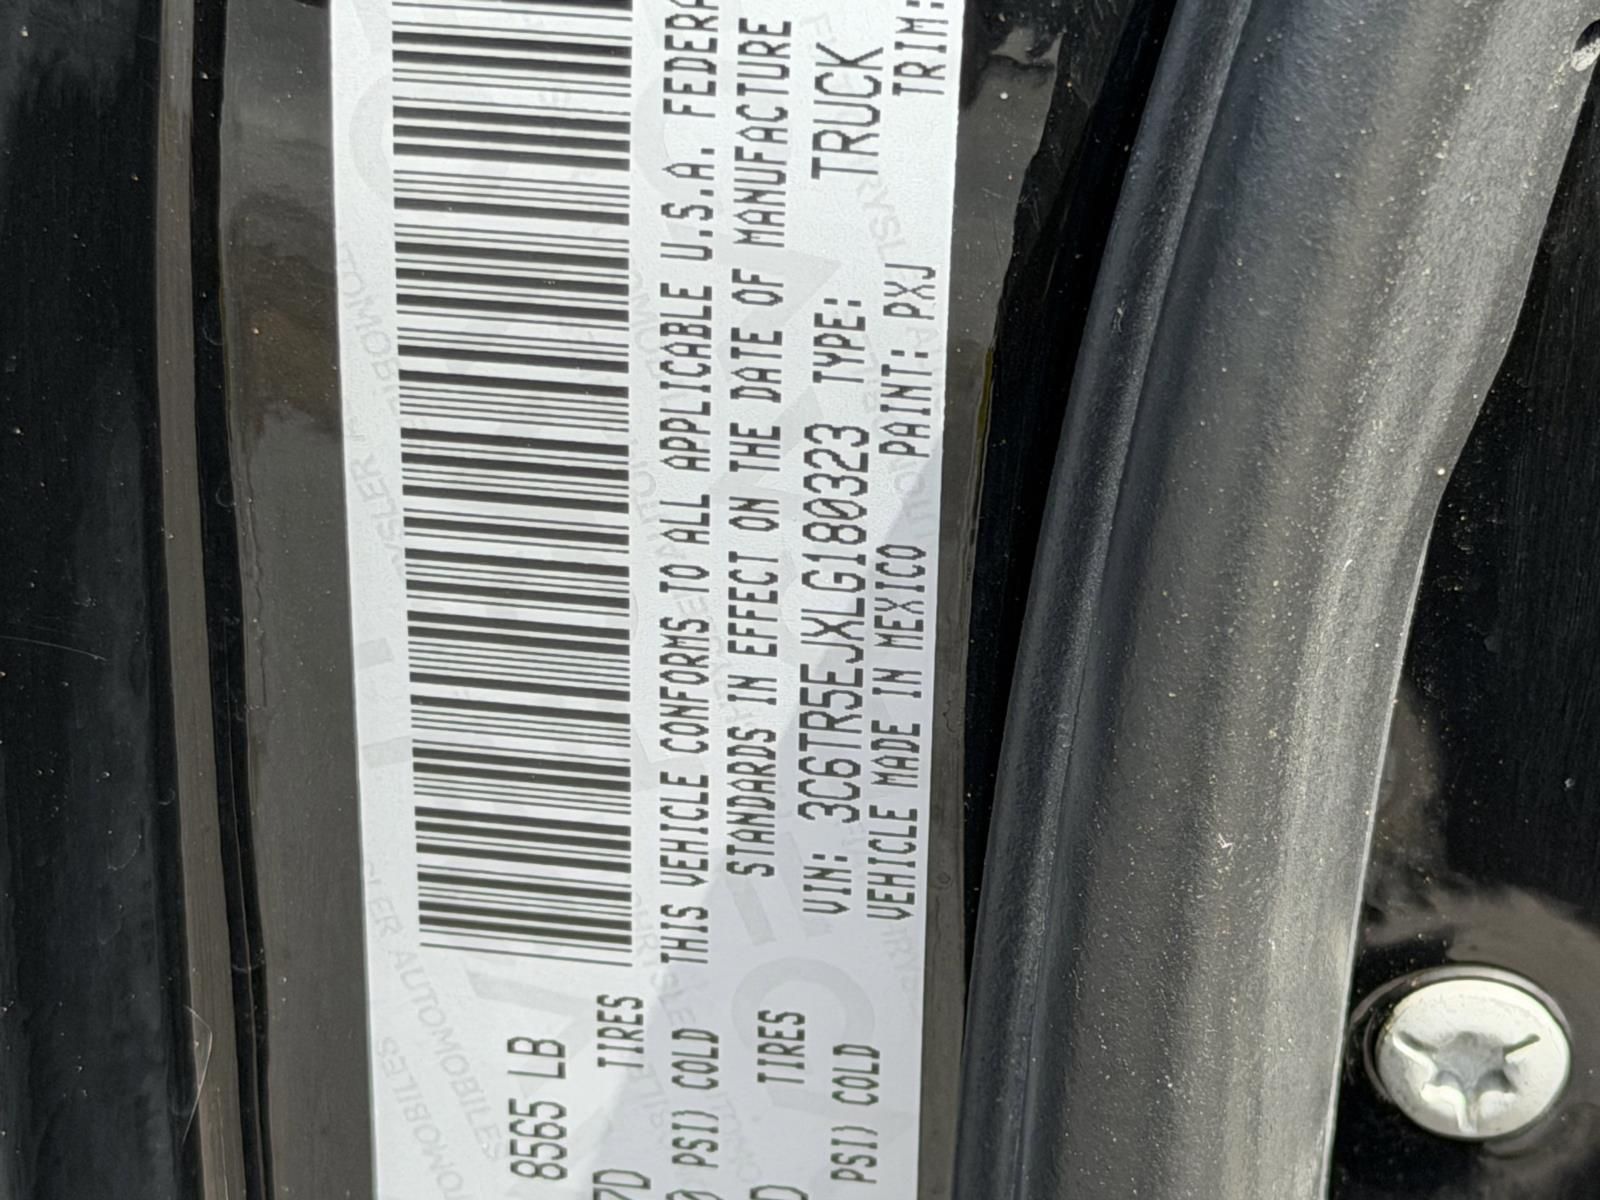 8565 LB
7D TIRES
PSI) COLD
TIRES
PSI) COLD
THIS VEHICLE CONFORMS TO ALL APPLICABLE U.S.A.
STANDARDS IN EFFECT ON THE DATE OF MANUFACTURE
VIN: 3C6TR5EJXLG180323 TYPE: TRUCK
VEHICLE MADE IN MEXICO PAINT: PXJ TRIM: